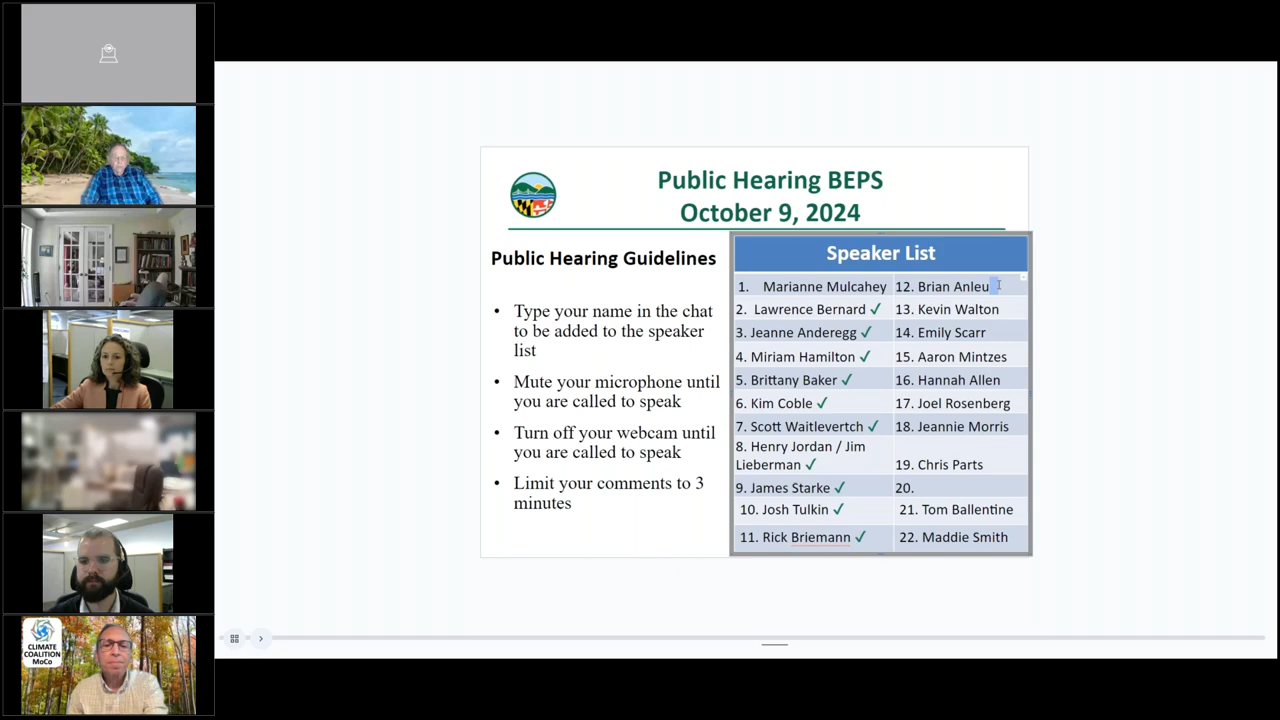 Public Hearing BEPS
October 9, 2024
Public Hearing Guidelines
• Type your name in the chat
to be added to the speaker
list
• Mute your microphone until
you are called to speak
• Turn off your webcam until
you are called to speak
• Limit your comments to 3
minutes
Speaker List
1. Marianne Mulcahey
2. Lawrence Bernard ✓
3. Jeanne Anderegg ✓
4. Miriam Hamilton ✓
5. Brittany Baker ✓
6. Kim Coble ✓
7. Scott Waitlevertch ✓
8. Henry Jordan / Jim
Lieberman ✓
9. James Starke ✓
10. Josh Tulkin ✓
11. Rick Briemann ✓
12. Brian Anleu
13. Kevin Walton
14. Emily Scarr
15. Aaron Mintzes
16. Hannah Allen
17. Joel Rosenberg
18. Jeannie Morris
19. Chris Parts
20.
21. Tom Ballentine
22. Maddie Smith
CLIMATE
COALITION
MoCo